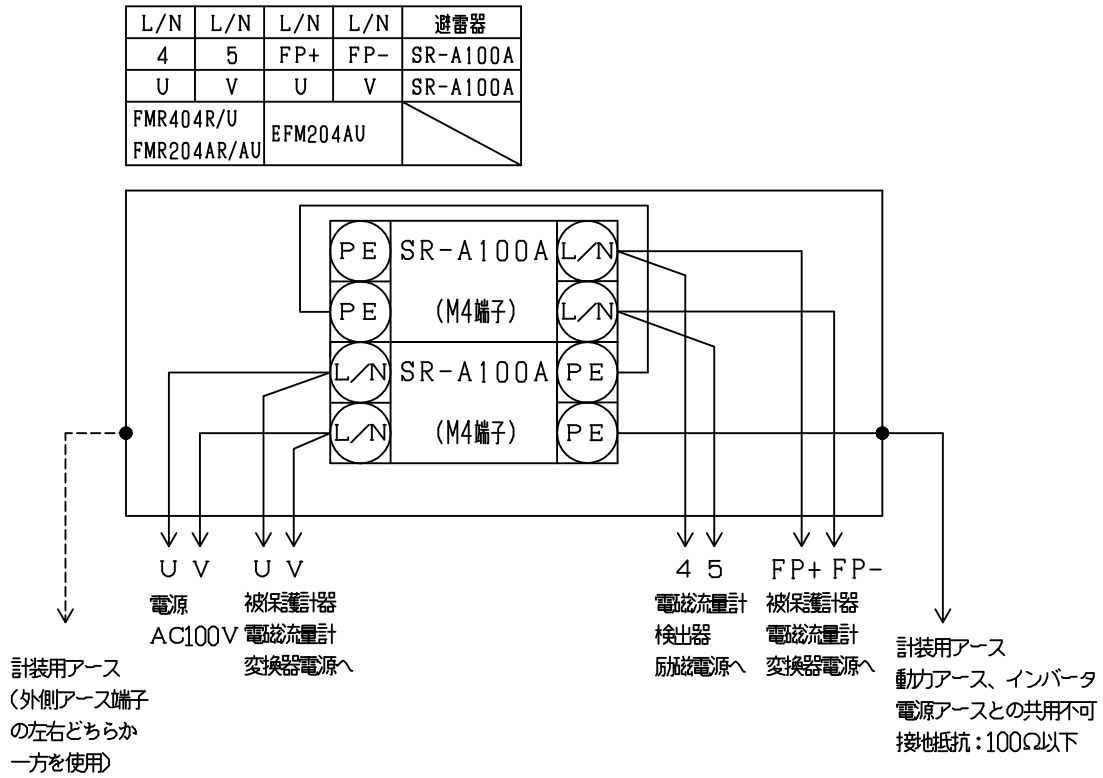 L/N L/N L/N L/N 避雷器
4 5 FP+ FP- SR-A100A
U V U V SR-A100A
FMR404R/U
FMR204AR/AU
EFM204AU
PE SR-A100A L/N
PE (M4端子) L/N
L/N SR-A100A PE
L/N (M4端子) PE
U V U V 4 5 FP+ FP-
電源
AC100V
被保護計器
電磁流量計
変換器電源へ
電磁流量計
検出器
励磁電源へ
被保護計器
電磁流量計
変換器電源へ
計装用アース
(外側アース端子
の左右どちらか
一方を使用)
計装用アース
動力アース、インバータ
電源アースとの共用不可
接地抵抗:100Ω以下